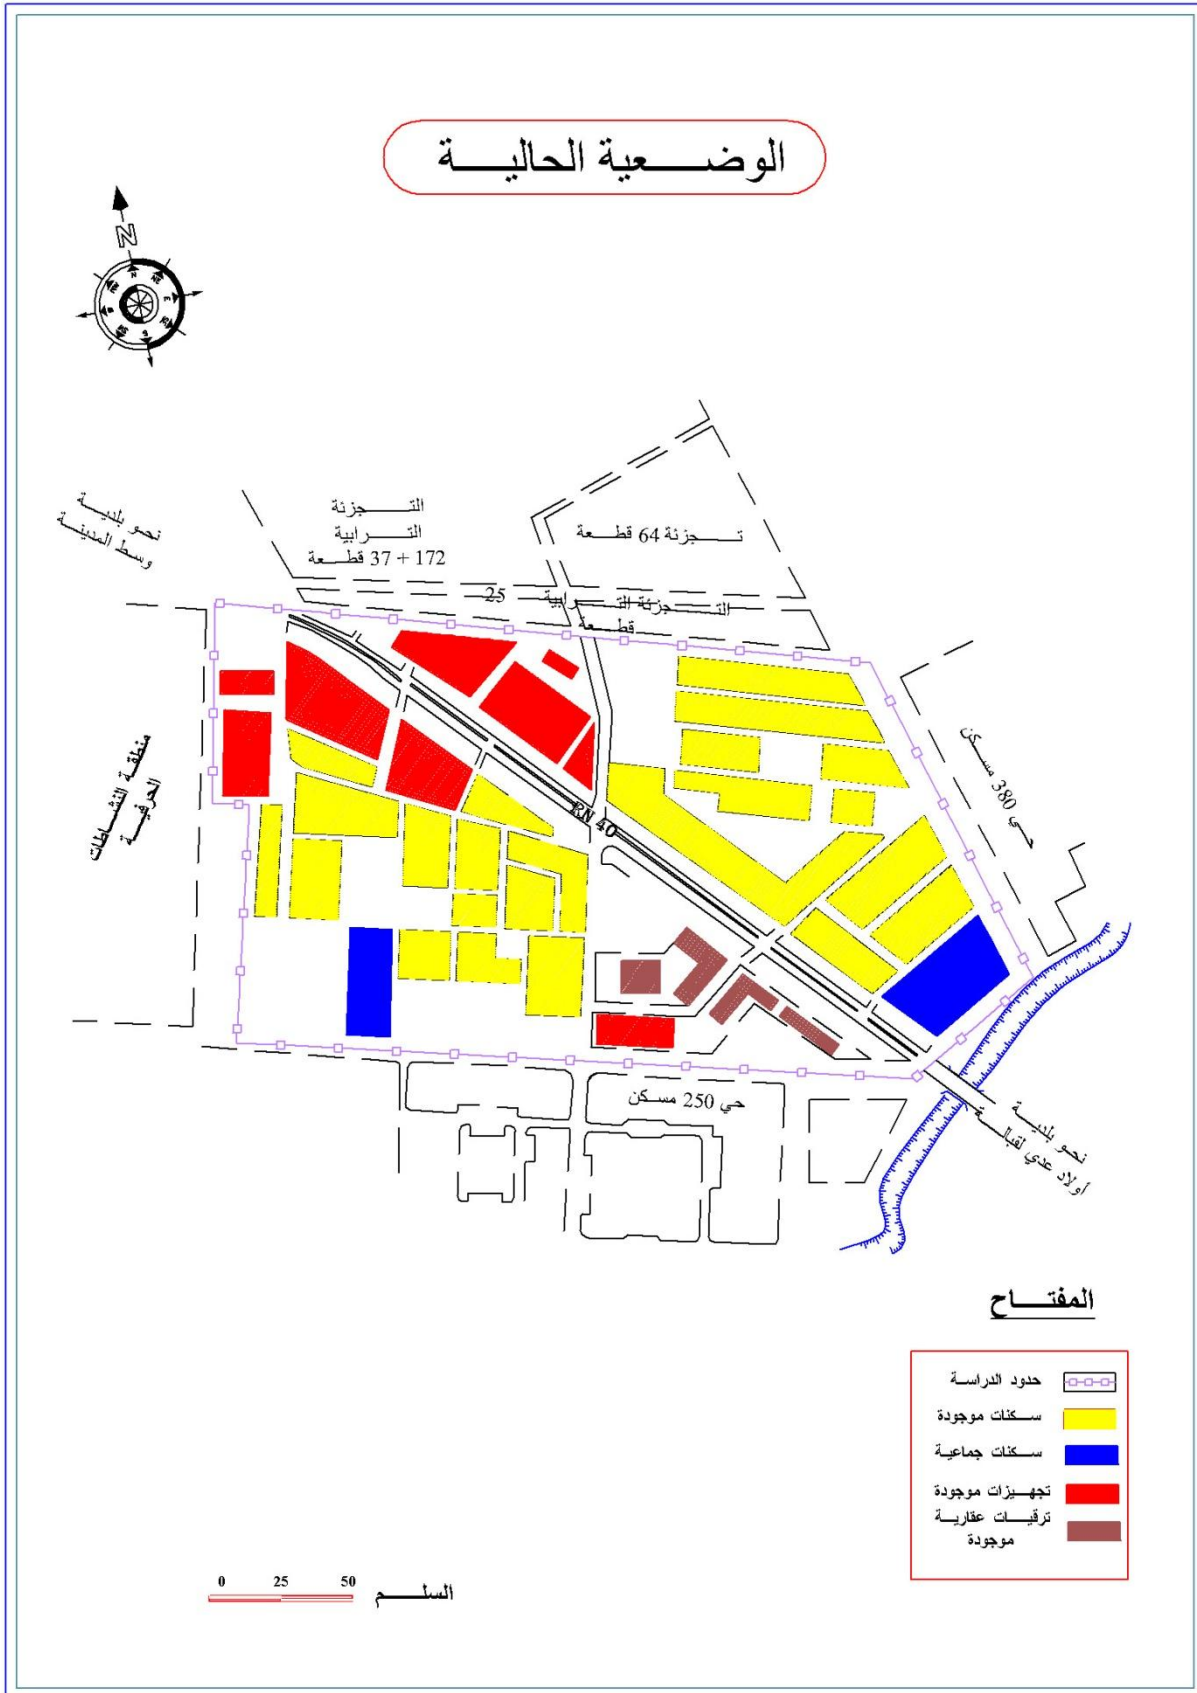 الوضعية الحالية
N
N
NE
E
نحو بلدية
وسط المدينة
التجزئة
الترابية
172 + 37 قطعة
تجزئة 64 قطعة
التجزئة الترابية 25
قطعة
منطقة النشاطات
الحرفية
حي 380 مسكن
RN 40
حي 250 مسكن
نحو بلدية
أولاد عدي لقبالة
المفتاح
حدود الدراسة
سكنات موجودة
سكنات جماعية
تجهيزات موجودة
ترقيات عقارية
موجودة
السلم
0 25 50